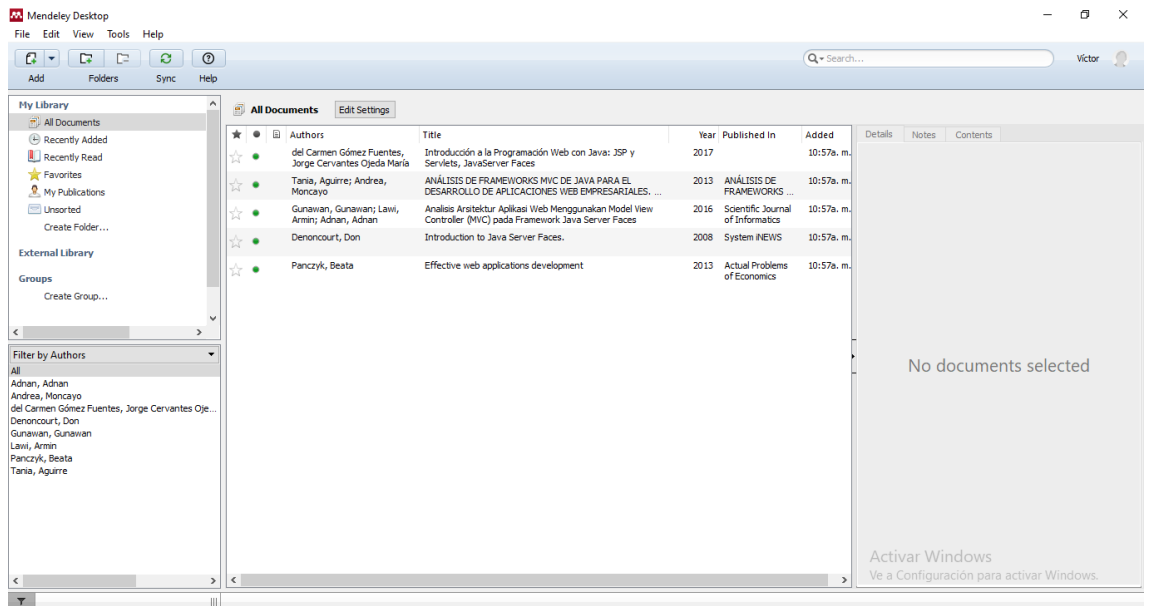 Mendeley Desktop
File Edit View Tools Help
Search...
Víctor
Add Folders Sync Help
My Library
All Documents
Recently Added
Recently Read
Favorites
My Publications
Unsorted
Create Folder...
External Library
Groups
Create Group...
Filter by Authors
All
Adnan, Adnan
Andrea, Moncayo
del Carmen Gómez Fuentes, Jorge Cervantes Oje...
Denoncourt, Don
Gunawan, Gunawan
Lawi, Armin
Panczyk, Beata
Tania, Aguirre
All Documents Edit Settings
Authors Title Year Published In Added
del Carmen Gómez Fuentes, Introducción a la Programación Web con Java: JSP y 2017 10:57a. m.
Jorge Cervantes Ojeda María Servlets, JavaServer Faces
Tania, Aguirre; Andrea, ANÁLISIS DE FRAMEWORKS MVC DE JAVA PARA EL 2013 ANÁLISIS DE 10:57a. m.
Moncayo DESARROLLO DE APLICACIONES WEB EMPRESARIALES. ... FRAMEWORKS ...
Gunawan, Gunawan; Lawi, Analisis Arsitektur Aplikasi Web Menggunakan Model View 2016 Scientific Journal 10:57a. m.
Armin; Adnan, Adnan Controller (MVC) pada Framework Java Server Faces of Informatics
Denoncourt, Don Introduction to Java Server Faces. 2008 System iNEWS 10:57a. m.
Panczyk, Beata Effective web applications development 2013 Actual Problems 10:57a. m.
of Economics
Details Notes Contents
No documents selected
Activar Windows
Ve a Configuración para activar Windows.